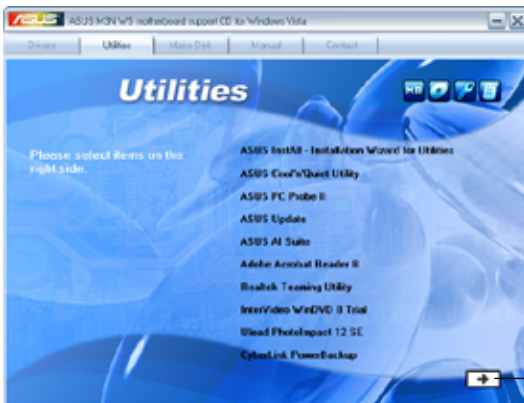 ASUS
ASUS M3N WS motherboard support CD for Windows Vista
Drivers
Utilities
Make Disk
Manual
Contact
Utilities
Please select items on the
right side.
ASUS InstAll - Installation Wizard for Utilities
ASUS Cool'n'Quiet Utility
ASUS PC Probe II
ASUS Update
ASUS AI Suite
Adobe Acrobat Reader 8
Realtek Teaming Utility
InterVideo WinDVD 8 Trial
Ulead PhotoImpact 12 SE
CyberLink PowerBackup